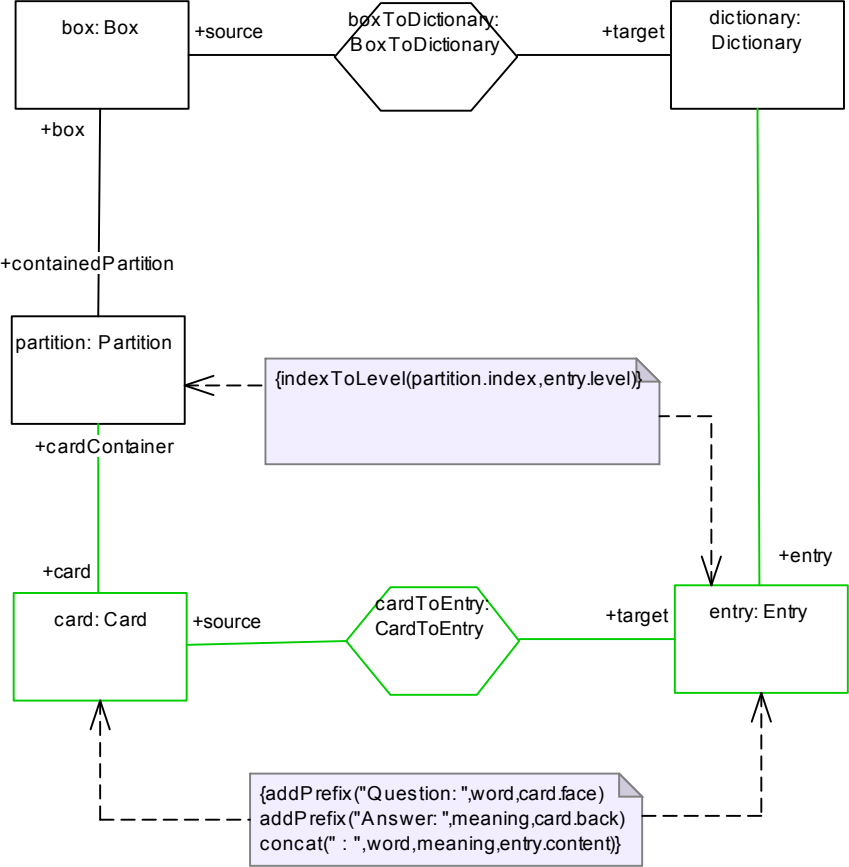 box: Box
+source
boxToDictionary:
BoxToDictionary
+target
dictionary:
Dictionary
+box
+containedPartition
partition: Partition
{indexToLevel(partition.index,entry.level)}
+cardContainer
+card
+entry
card: Card
+source
cardToEntry:
CardToEntry
+target
entry: Entry
{addPrefix("Question: ",word,card.face)
addPrefix("Answer: ",meaning,card.back)
concat(" : ",word,meaning,entry.content)}